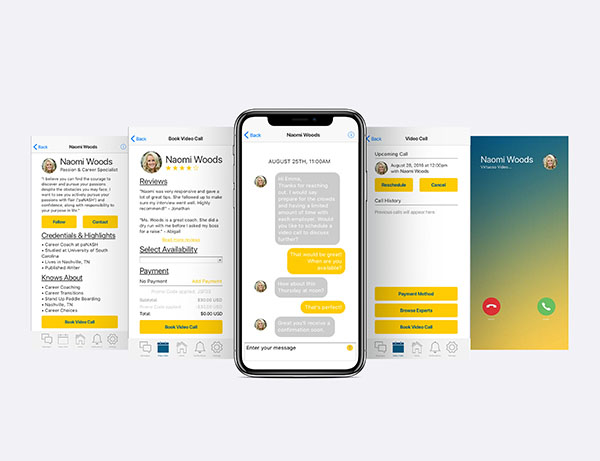 Back
Naomi Woods
Naomi Woods
Passion & Career Specialist
"I believe you can find the courage to
discover and pursue your passions
despite the obstacles you may face. I
want to see you actively pursue your
passions with flair ('paNASH') and
confidence, along with responsibility to
your purpose in life."
Follow
Contact
Credentials & Highlights
• Career Coach at paNASH
• Studied at University of South
Carolina
• Lives in Nashville, TN
• Published Writer
Knows About
• Career Coaching
• Career Transitions
• Stand Up Paddle Boarding
• Nashville, TN
• Career Choices
Book Video Call
Back
Book Video Call
Naomi Woods
Reviews
"Naomi was very responsive and gave a
lot of great tips. She followed up to make
sure my interview went well. Highly
recommend!" - Jonathan
"Ms. Woods is a great coach. She did a
dry run with me before I asked my boss
for a raise." - Abigail
Read more reviews
Select Availability
Payment
No Payment
Add Payment
Promo Code applied
Subtotal
Promo Code applied
Total:
$0.00 USD
Book Video Call
Back
Naomi Woods
AUGUST 25TH, 11:00AM
Hi Emma,
Thanks for reaching
out. I would say
prepare for the crowds
and having a limited
amount of time with
each employer. Would
you like to schedule a
video call to discuss
further?
That would be great!
When are you
available?
How about this
Thursday at noon?
That's perfect!
Great you'll receive a
confirmation soon.
Enter your message
Back
Video Call
Upcoming Call
August 28, 2018 at 12:00pm
with Naomi Woods
Reschedule
Cancel
Call History
Previous calls will appear here
Payment Method
Browse Experts
Book Video Call
Naomi Woods
Virtuoso Video...